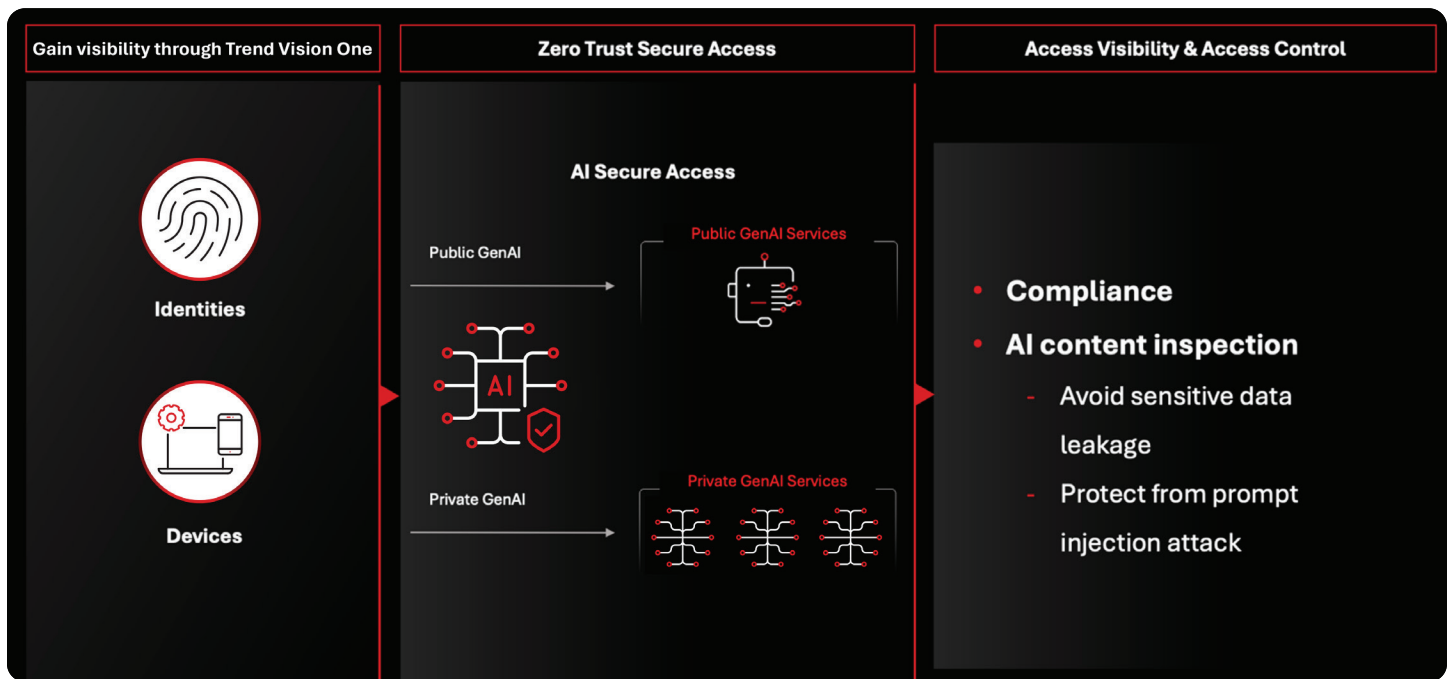 Gain visibility through Trend Vision One
Zero Trust Secure Access
Access Visibility & Access Control
Identities
Devices
AI Secure Access
Public GenAI
Public GenAI Services
AI
Private GenAI
Private GenAI Services
• Compliance
• AI content inspection
- Avoid sensitive data
leakage
- Protect from prompt
injection attack